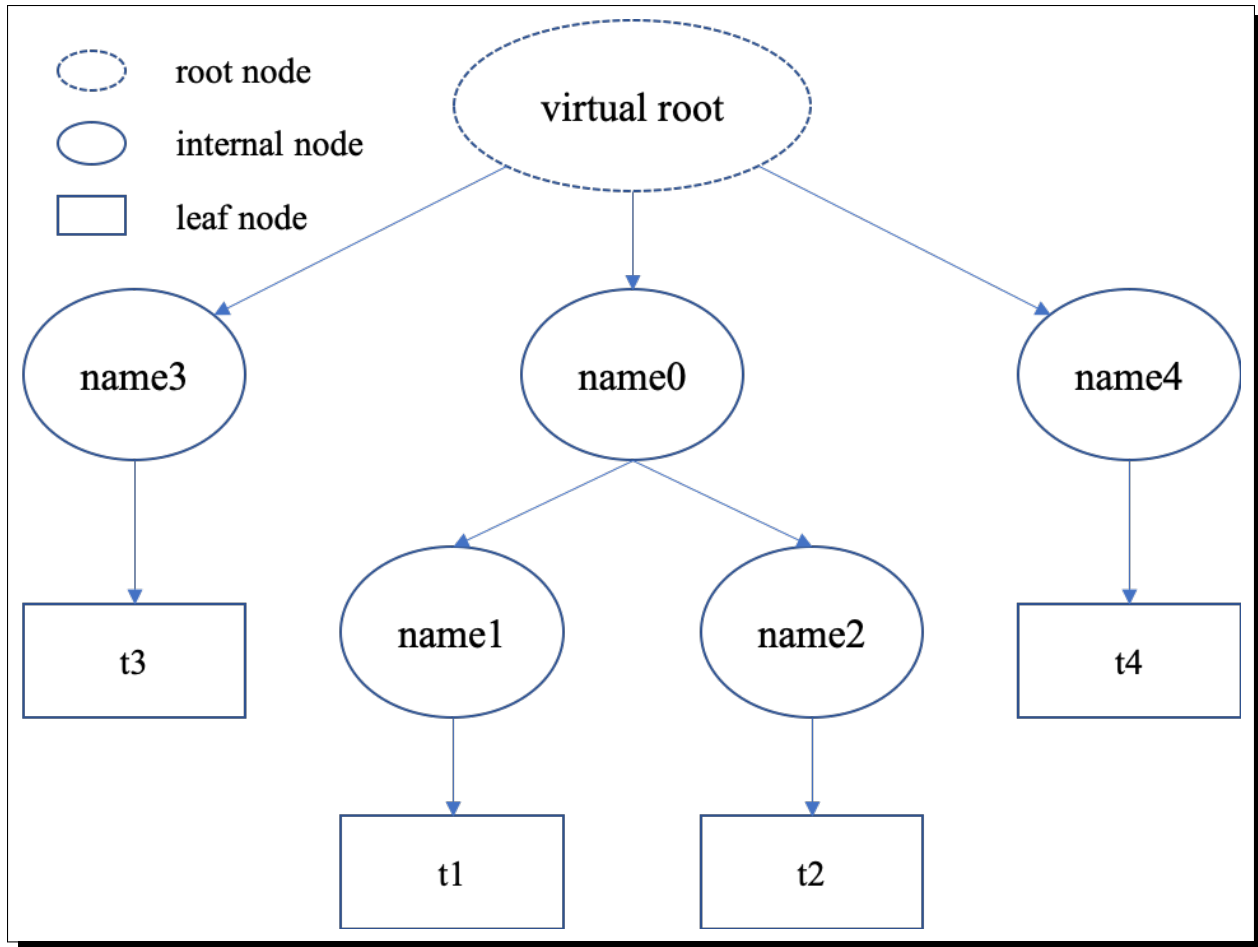 root node
virtual root
internal node
leaf node
name3
name0
name4
name1
name2
t3
t4
t1
t2